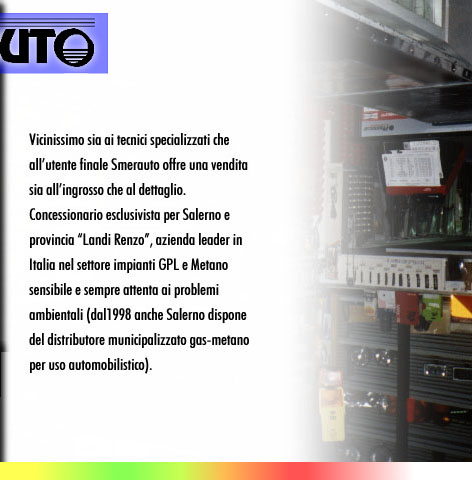 UTO
Vicinissimo sia ai tecnici specializzati che
all'utente finale Smerauto offre una vendita
sia all'ingrosso che al dettaglio.
Concessionario esclusivista per Salerno e
provincia "Landi Renzo", azienda leader in
Italia nel settore impianti GPL e Metano
sensibile e sempre attenta ai problemi
ambientali (dal1998 anche Salerno dispone
del distributore municipalizzato gas-metano
per uso automobilistico).